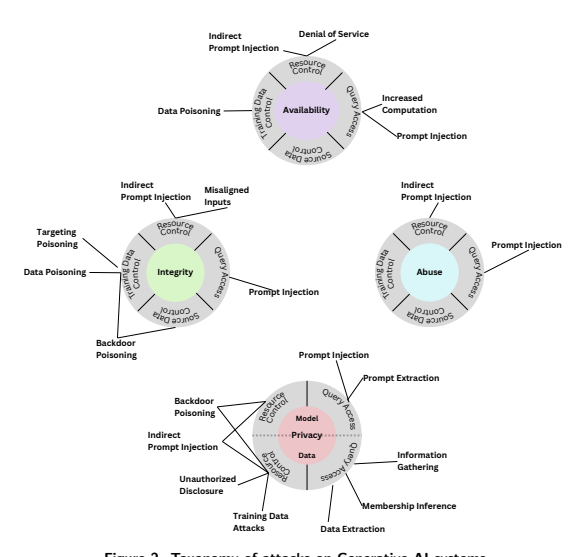 Indirect
Prompt Injection
Denial of Service
Resource
Control
Query Access
Source Data
Control
Training Data
Control
Availability
Data Poisoning
Increased
Computation
Prompt Injection
Indirect
Prompt Injection
Misaligned
Inputs
Targeting
Poisoning
Data Poisoning
Backdoor
Poisoning
Resource
Control
Query Access
Source Data
Control
Training Data
Control
Integrity
Prompt Injection
Indirect
Prompt Injection
Resource
Control
Query Access
Source Data
Control
Training Data
Control
Abuse
Prompt Injection
Prompt Injection
Prompt Extraction
Backdoor
Poisoning
Resource
Control
Query Access
Model
Privacy
Data
Resource
Control
Query Access
Indirect
Prompt Injection
Information
Gathering
Unauthorized
Disclosure
Membership Inference
Training Data
Attacks
Data Extraction
Figure 2. Taxonomy of attacks on Generative AI systems